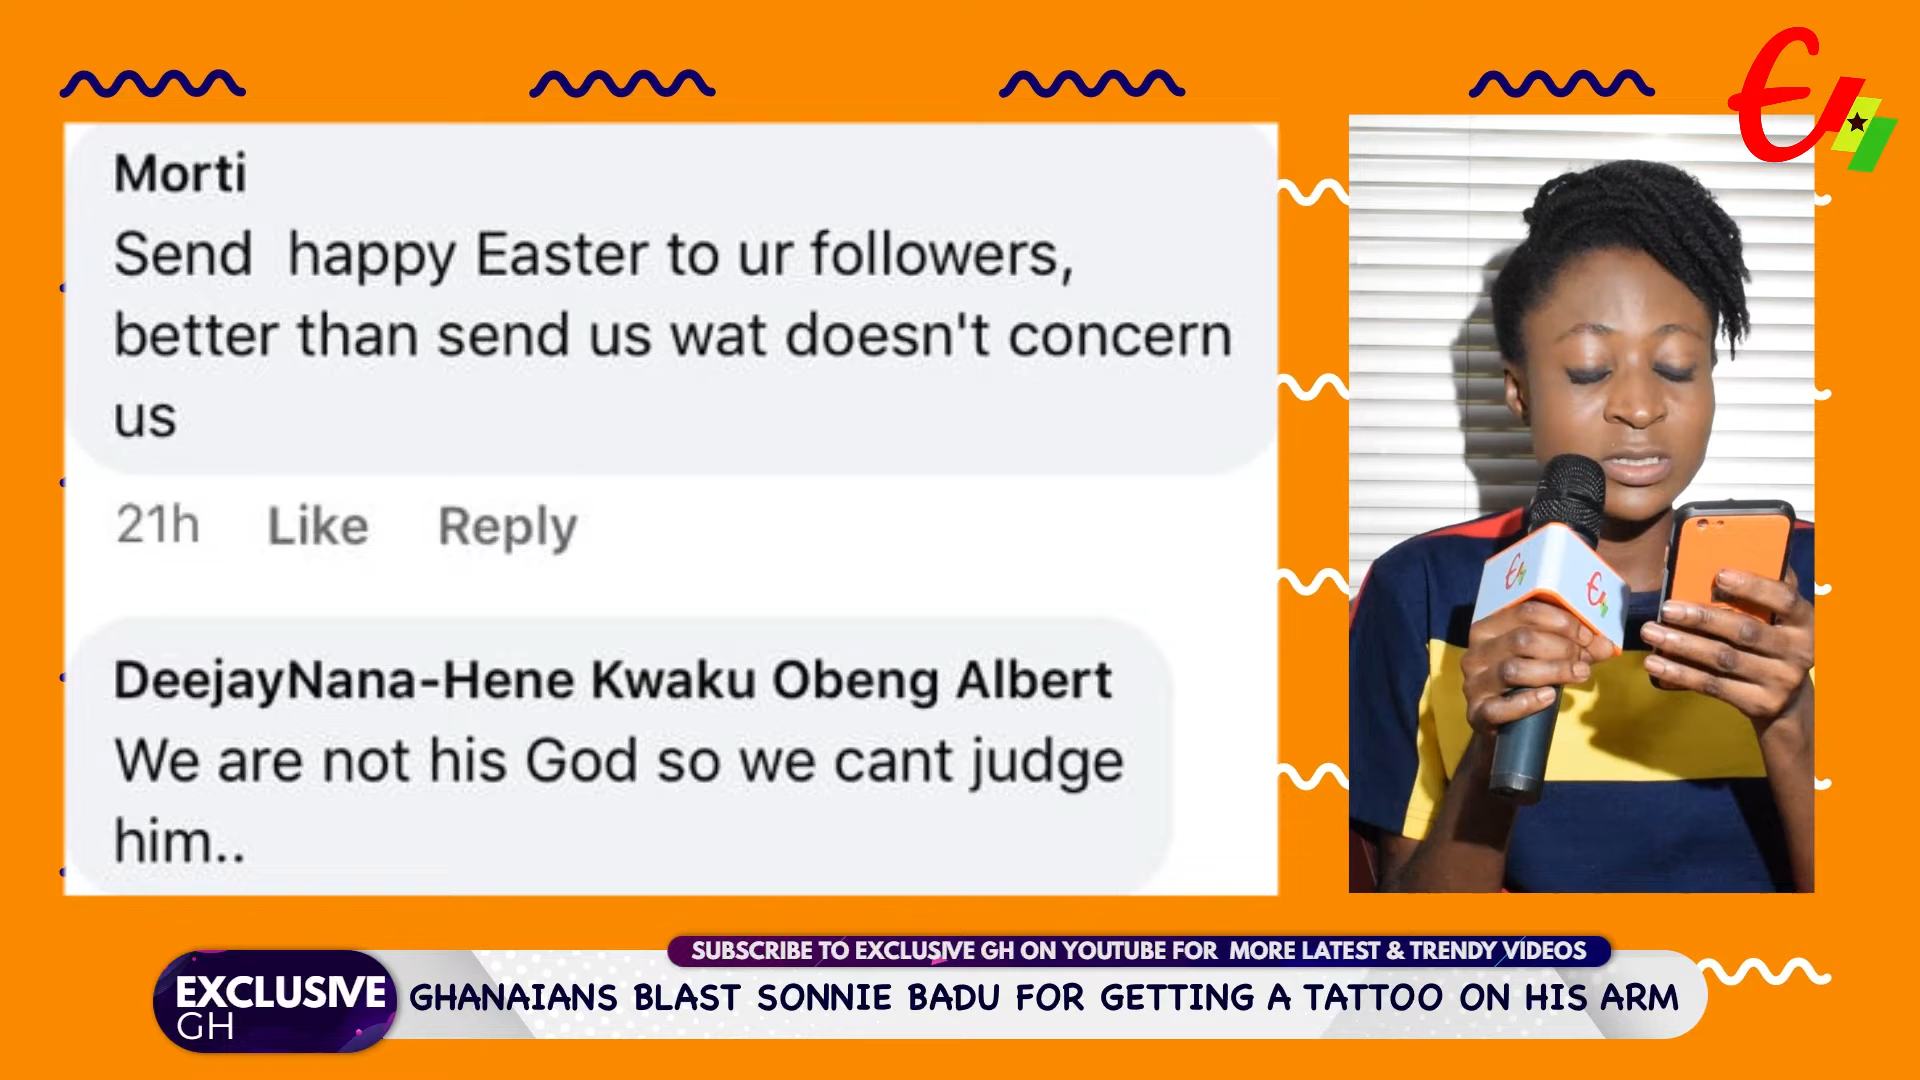 Morti
Send happy Easter to ur followers,
better than send us wat doesn't concern
us
21h Like Reply
DeejayNana-Hene Kwaku Obeng Albert
We are not his God so we cant judge
him..
SUBSCRIBE TO EXCLUSIVE GH ON YOUTUBE FOR MORE LATEST & TRENDY VIDEOS
EXCLUSIVE
GH
GHANAIANS BLAST SONNIE BADU FOR GETTING A TATTOO ON HIS ARM